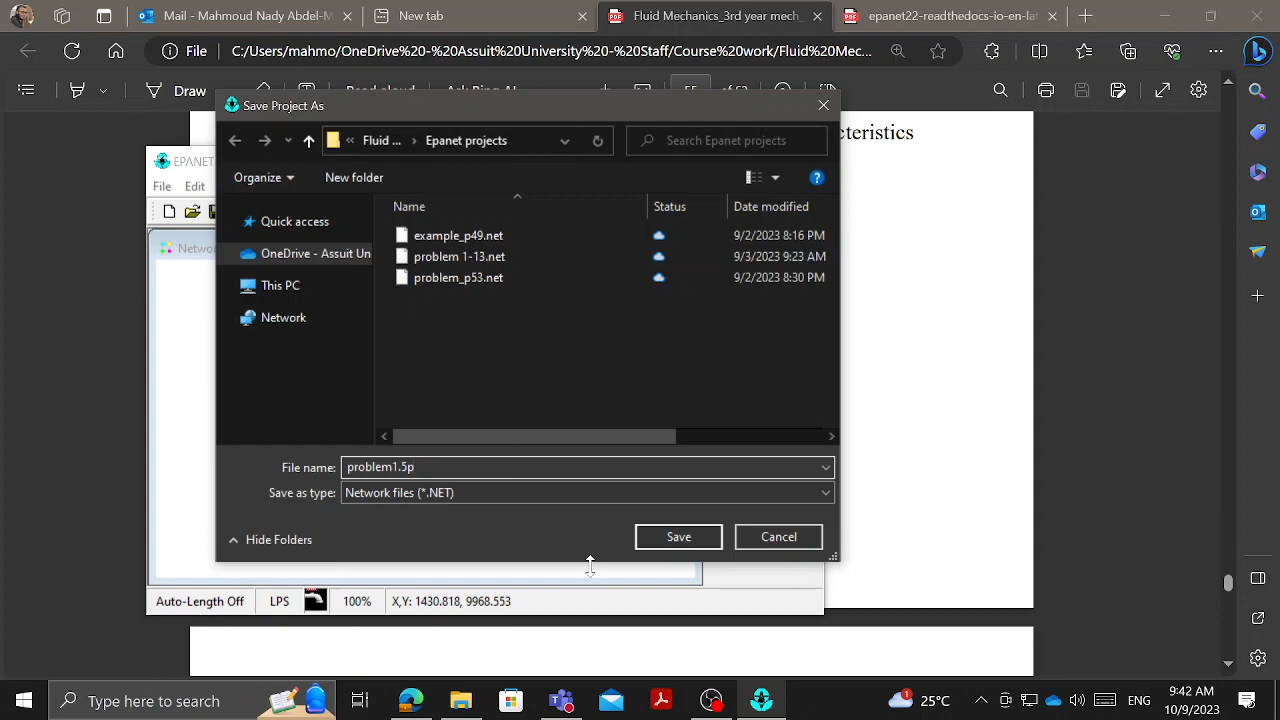 Mail - Mahmoud Nady Abdel-M
New tab
Fluid Mechanics_3rd year mech_
epanet22-readthedocs-io-en-lat
File
C:/Users/mahmo/OneDrive%20-%20Assuit%20University%20-%20Staff/Course%20work/Fluid%20Mec...
Draw
Save Project As
cteristics
EPANET
File Edit
Fluid ... Epanet projects
Search Epanet projects
Organize
New folder
Name Status Date modified
Quick access
OneDrive - Assuit Un
This PC
Network
example_p49.net 9/2/2023 8:16 PM
problem 1-13.net 9/3/2023 9:23 AM
problem_p53.net 9/2/2023 8:30 PM
Networ
File name: problem1.5p
Save as type: Network files (*.NET)
Hide Folders
Save Cancel
Auto-Length Off LPS 100% X,Y: 1430.818, 9968.553
Type here to search
1
25°C
ENG
9:42 AM
10/9/2023